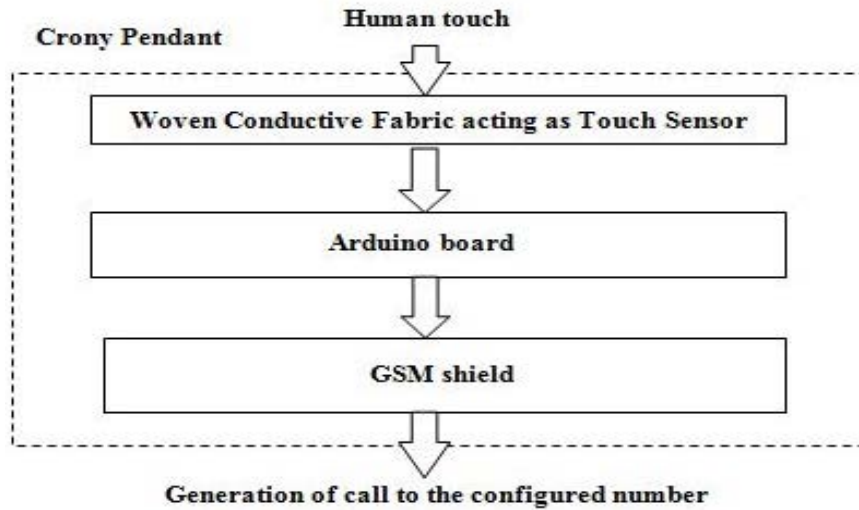 Human touch
Crony Pendant
Woven Conductive Fabric acting as Touch Sensor
Arduino board
GSM shield
Generation of call to the configured number